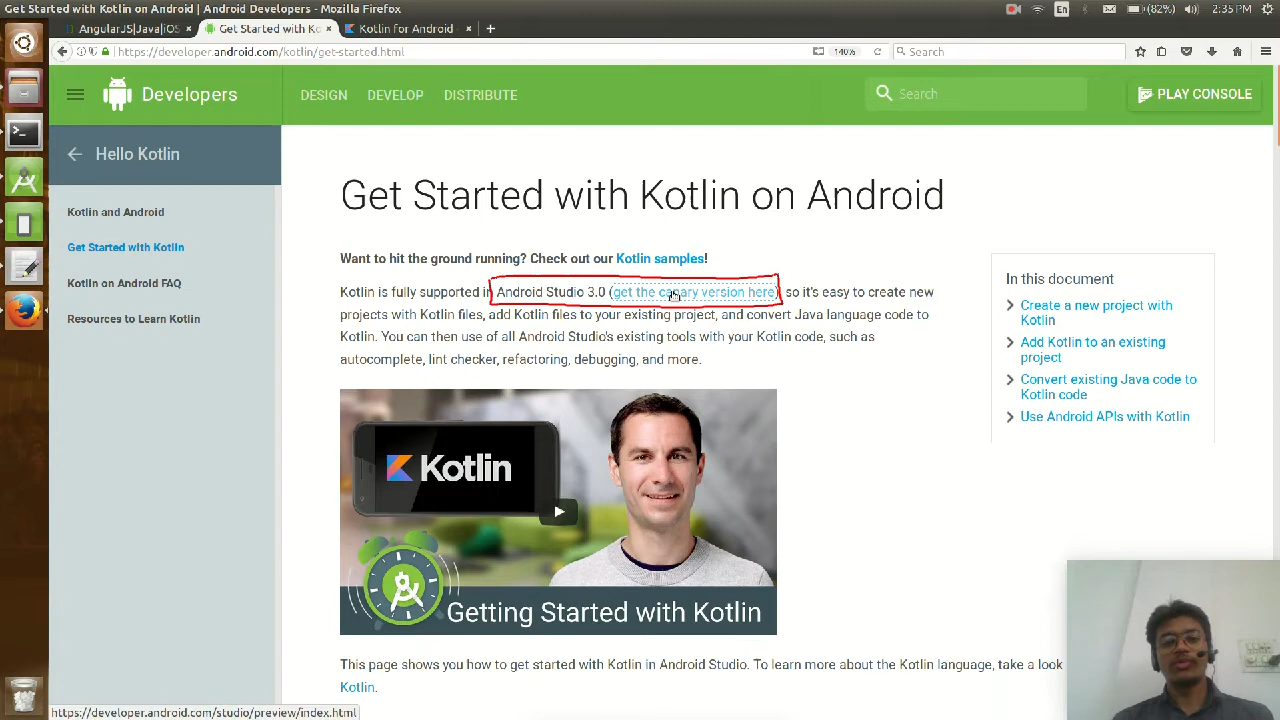 Get Started with Kotlin on Android | Android Developers - Mozilla Firefox
En
(82%)
2:35 PM
AngularJS|Java|iOS
Get Started with Ko
Kotlin for Android -
https://developer.android.com/kotlin/get-started.html
140%
Search
Developers
DESIGN
DEVELOP
DISTRIBUTE
Search
PLAY CONSOLE
Hello Kotlin
Kotlin and Android
Get Started with Kotlin
Kotlin on Android FAQ
Resources to Learn Kotlin
Get Started with Kotlin on Android
Want to hit the ground running? Check out our Kotlin samples!
Kotlin is fully supported in Android Studio 3.0 (get the canary version here), so it's easy to create new
projects with Kotlin files, add Kotlin files to your existing project, and convert Java language code to
Kotlin. You can then use of all Android Studio's existing tools with your Kotlin code, such as
autocomplete, lint checker, refactoring, debugging, and more.
Kotlin
Getting Started with Kotlin
This page shows you how to get started with Kotlin in Android Studio. To learn more about the Kotlin language, take a look
Kotlin.
In this document
Create a new project with
Kotlin
Add Kotlin to an existing
project
Convert existing Java code to
Kotlin code
Use Android APIs with Kotlin
https://developer.android.com/studio/preview/index.html